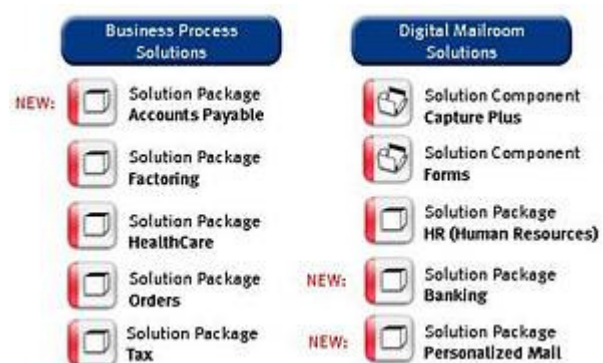 Business Process
Solutions
NEW:
Solution Package
Accounts Payable
Solution Package
Factoring
Solution Package
HealthCare
Solution Package
Orders
Solution Package
Tax
Digital Mailroom
Solutions
Solution Component
Capture Plus
Solution Component
Forms
Solution Package
HR (Human Resources)
NEW:
Solution Package
Banking
NEW:
Solution Package
Personalized Mail